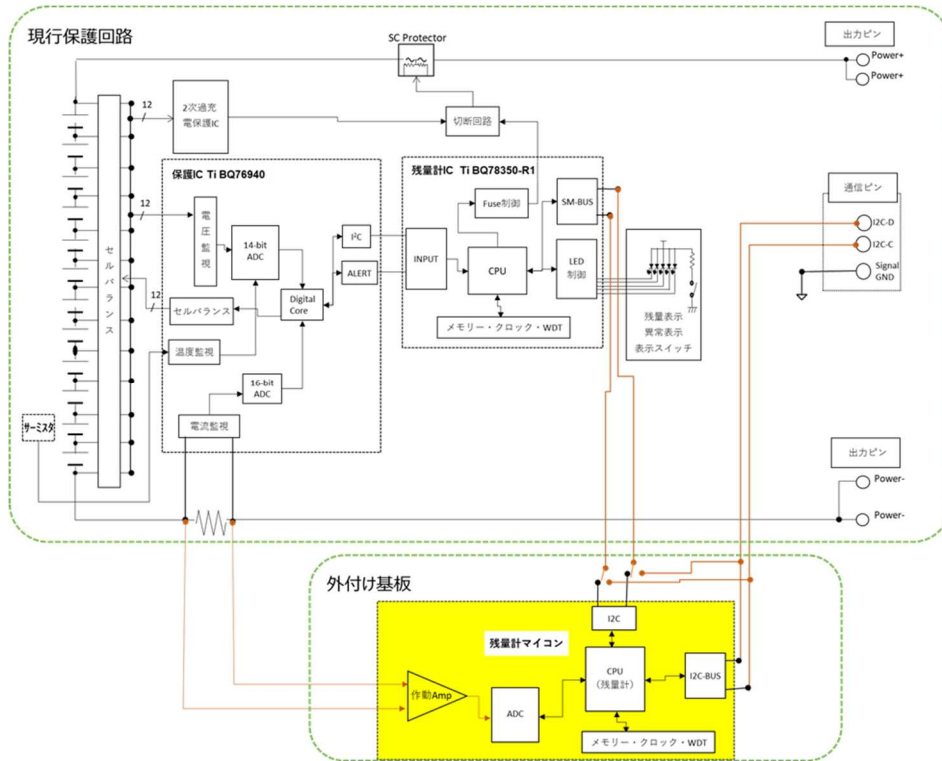 現行保護回路
SC Protector
出力ピン
Power+
Power+
12
2次過充
電保護IC
切断回路
保護IC Ti BQ76940
残量計IC Ti BQ78350-R1
通信ピン
12
電圧監視
14-bit
ADC
I²C
ALERT
INPUT
Fuse制御
CPU
SM-BUS
LED
制御
I2C-D
I2C-C
Signal
GND
セルバランス
12
セルバランス
Digital
Core
メモリー・クロック・WDT
残量表示
異常表示
表示スイッチ
温度監視
16-bit
ADC
サーミスタ
電流監視
出力ピン
Power-
Power-
外付け基板
残量計マイコン
I2C
作動Amp
ADC
CPU
(残量計)
I2C-BUS
メモリー・クロック・WDT